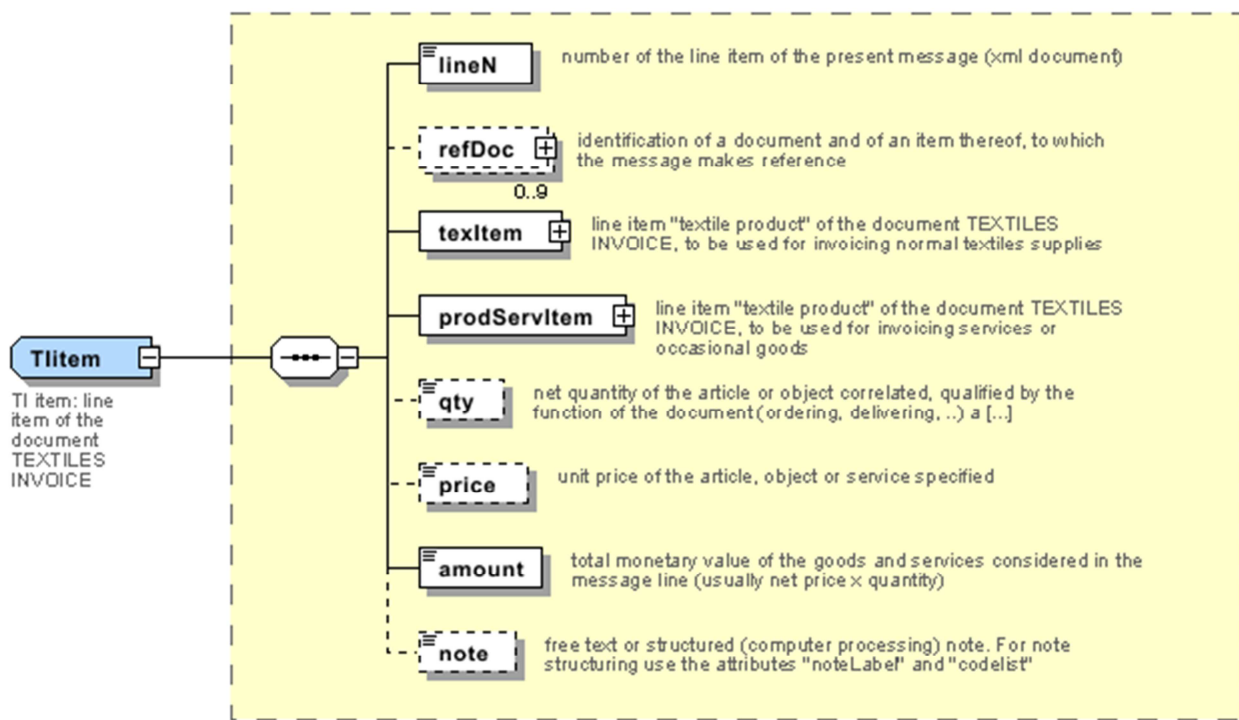 lineN
number of the line item of the present message (xml document)
refDoc
0..9
identification of a document and of an item thereof, to which
the message makes reference
texItem
line item "textile product" of the document TEXTILES
INVOICE, to be used for invoicing normal textiles supplies
prodServItem
line item "textile product" of the document TEXTILES
INVOICE, to be used for invoicing services or
occasional goods
TIitem
TI item: line
item of the
document
TEXTILES
INVOICE
qty
net quantity of the article or object correlated, qualified by the
function of the document (ordering, delivering, ..) a [...]
price
unit price of the article, object or service specified
amount
total monetary value of the goods and services considered in the
message line (usually net price x quantity)
note
free text or structured (computer processing) note. For note
structuring use the attributes "noteLabel" and "codelist"